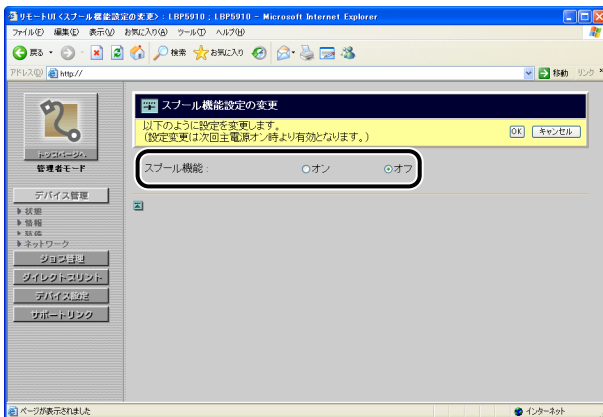 リモートUI <スプール機能設定の変更> : LBP5910 ; LBP5910 - Microsoft Internet Explorer
ファイル(F) 編集(E) 表示(V) お気に入り(A) ツール(T) ヘルプ(H)
戻る 検索 お気に入り
アドレス(D) http:// 移動 リンク
スプール機能設定の変更
以下のように設定を変更します。
(設定変更は次回主電源オン時より有効となります。)
OK キャンセル
トップページへ
管理者モード
スプール機能 : オン オフ
デバイス管理
状態
情報
ネットワーク
ジョブ管理
ダイレクトプリント
デバイス設定
サポートリンク
ページが表示されました インターネット